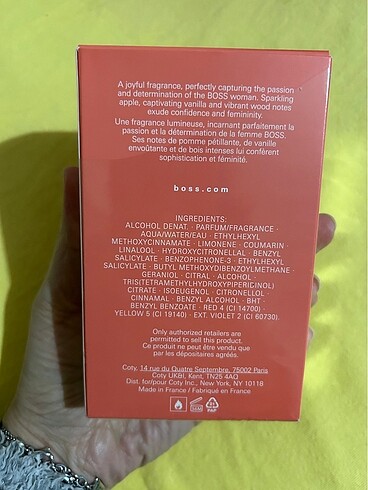 A joyful fragrance, perfectly capturing the passion
and determination of the BOSS woman. Sparkling
apple, captivating vanilla and vibrant wood notes
exude confidence and femininity.
Une fragrance lumineuse, incarnant parfaitement la
passion et la détermination de la femme BOSS.
Ses notes de pomme pétillante, de vanille
envoûtante et de bois intenses lui confèrent
sophistication et féminité.
boss.com
INGREDIENTS:
ALCOHOL DENAT. · PARFUM/FRAGRANCE ·
AQUA/WATER/EAU · ETHYLHEXYL
METHOXYCINNAMATE · LIMONENE · COUMARIN ·
LINALOOL · HYDROXYCITRONELLAL · BENZYL
SALICYLATE · BENZOPHENONE-3 · ETHYLHEXYL
SALICYLATE · BUTYL METHOXYDIBENZOYLMETHANE ·
GERANIOL · CITRAL · ALCOHOL ·
TRIS(TETRAMETHYLHYDROXYPIPERIDINOL)
CITRATE · ISOEUGENOL · CITRONELLOL ·
CINNAMAL · BENZYL ALCOHOL · BHT ·
BENZYL BENZOATE · RED 4 (CI 14700) ·
YELLOW 5 (CI 19140) · EXT. VIOLET 2 (CI 60730).
Only authorized retailers are
permitted to sell this product.
Ce produit ne peut être vendu que
par les dépositaires agréés.
Coty, 14 rue du Quatre Septembre, 75002 Paris
Coty UK&I, Kent, TN25 4AQ
Dist. for/pour Coty Inc., New York, NY 10118
Made in France / Fabriqué en France
PAP